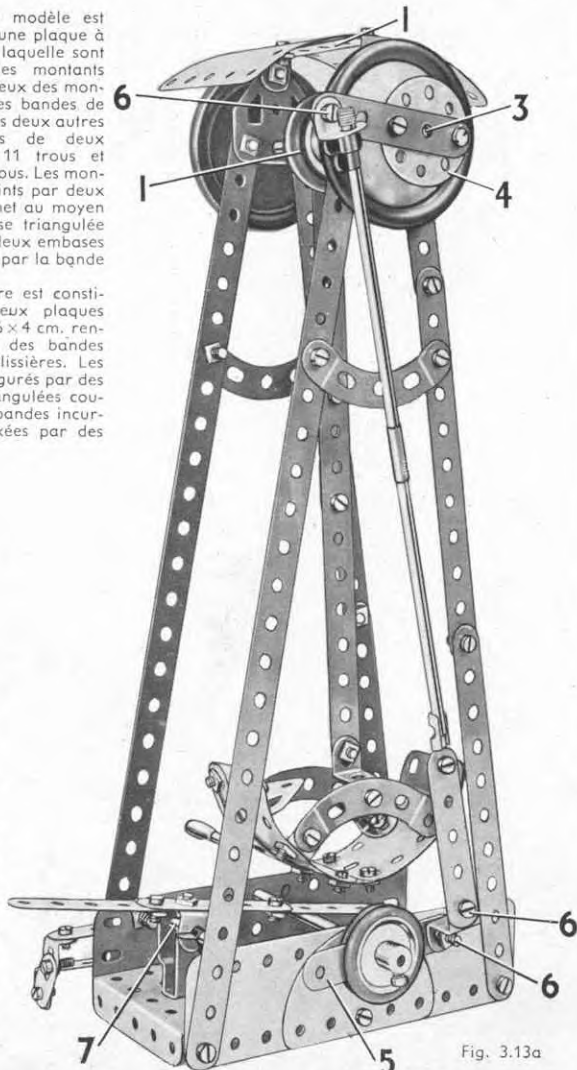 modèle est
une plaque à
laquelle sont
es montants
eux des mon-
es bandes de
s deux autres
s de deux
11 trous et
ous. Les mon-
ints par deux
net au moyen
se triangulée
deux embases
par la bande
re est consti-
eux plaques
× 4 cm. ren-
des bandes
lissières. Les
gurés par des
angulées cou-
bandes incur-
xées par des
1
6
3
1
4
6
6
7
5
Fig. 3.13a